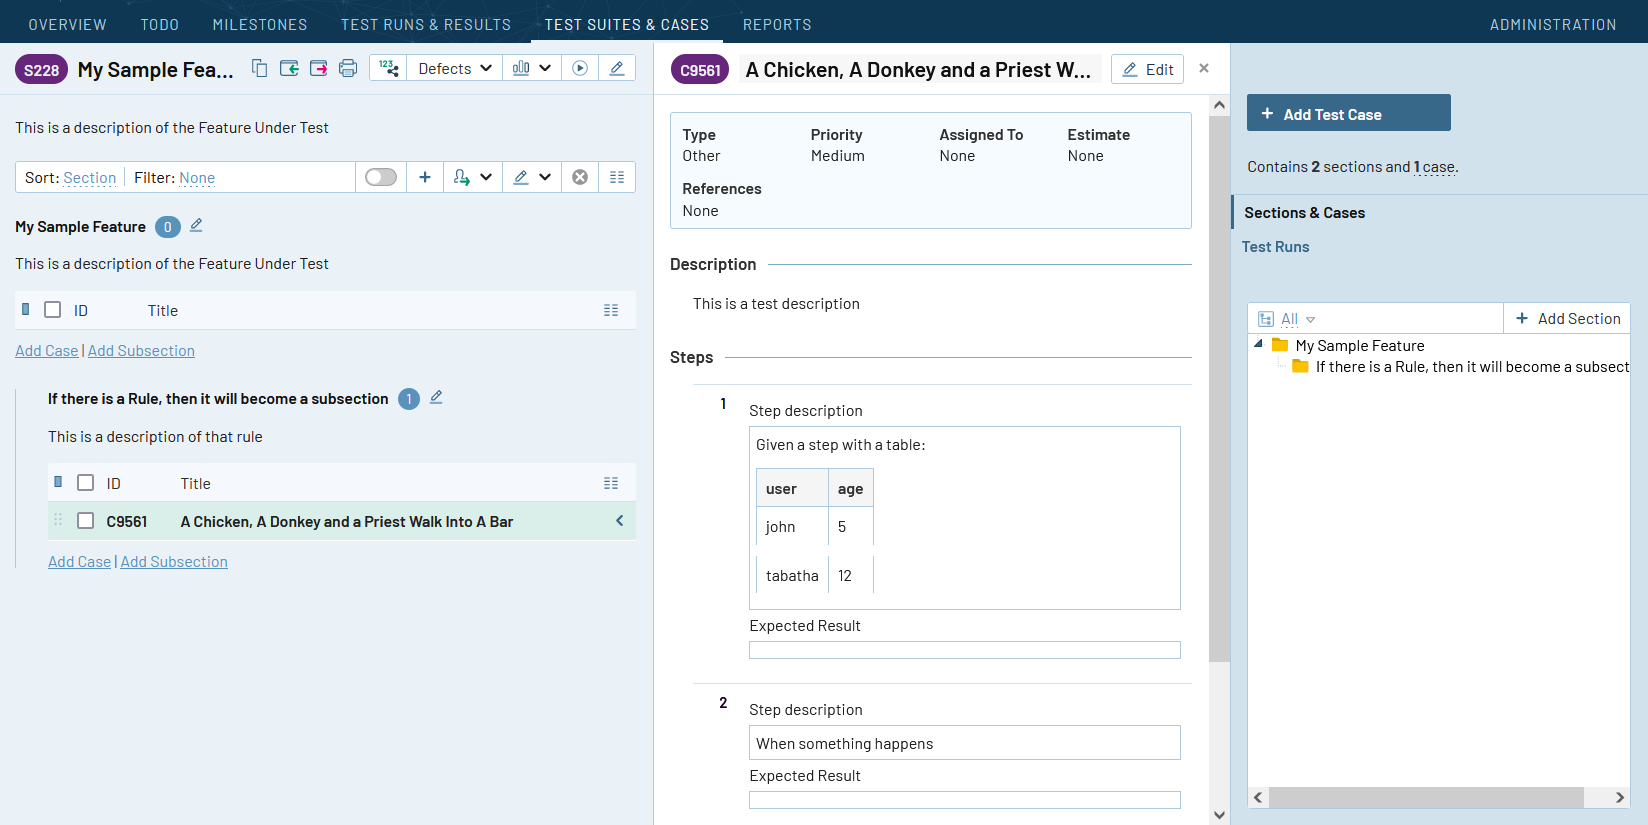 OVERVIEW TODO MILESTONES TEST RUNS & RESULTS TEST SUITES & CASES REPORTS ADMINISTRATION
S228 My Sample Fea... 123 Defects
This is a description of the Feature Under Test
Sort: Section Filter: None
My Sample Feature 0
This is a description of the Feature Under Test
ID Title
Add Case | Add Subsection
If there is a Rule, then it will become a subsection 1
This is a description of that rule
ID Title
C9561 A Chicken, A Donkey and a Priest Walk Into A Bar
Add Case | Add Subsection
C9561 A Chicken, A Donkey and a Priest W... Edit ×
Type Priority Assigned To Estimate
Other Medium None None
References
None
Description
This is a test description
Steps
1 Step description
Given a step with a table:
user age
john 5
tabatha 12
Expected Result
2 Step description
When something happens
Expected Result
+ Add Test Case
Contains 2 sections and 1 case.
Sections & Cases
Test Runs
All + Add Section
My Sample Feature
If there is a Rule, then it will become a subsect